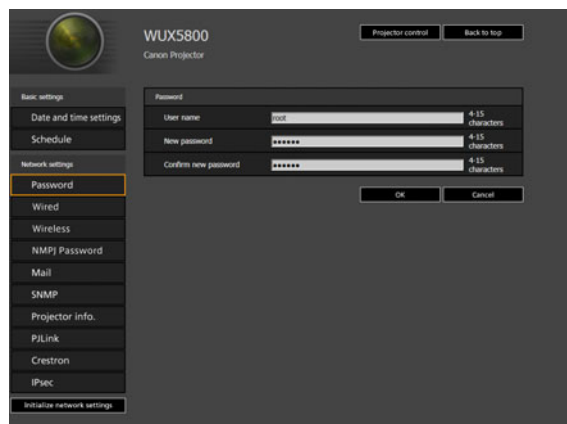 WUX5800
Canon Projector
Projector control
Back to top
Basic settings
Date and time settings
Schedule
Network settings
Password
Wired
Wireless
NMPJ Password
Mail
SNMP
Projector info.
PJLink
Crestron
IPsec
Initialize network settings
Password
User name
root
4-15
characters
New password
••••••
4-15
characters
Confirm new password
••••••
4-15
characters
OK
Cancel